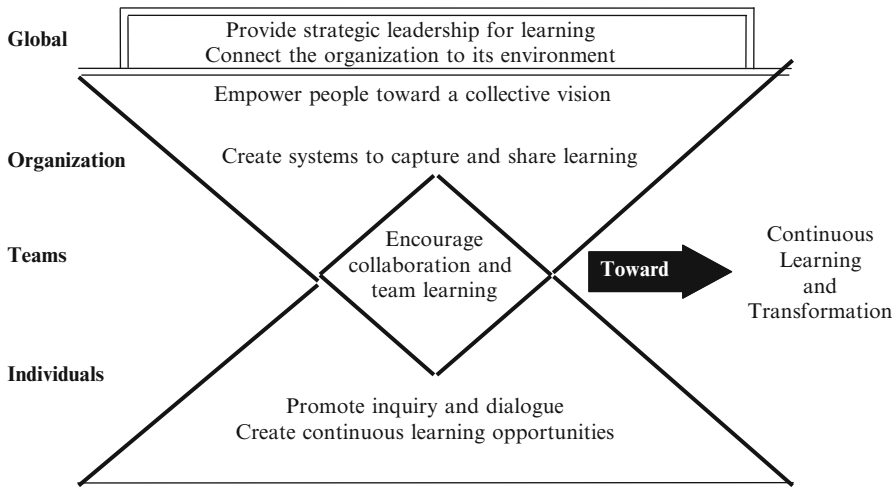 Global
Provide strategic leadership for learning
Connect the organization to its environment
Empower people toward a collective vision
Organization
Create systems to capture and share learning
Teams
Encourage
collaboration and
team learning
Toward
Continuous
Learning
and
Transformation
Individuals
Promote inquiry and dialogue
Create continuous learning opportunities